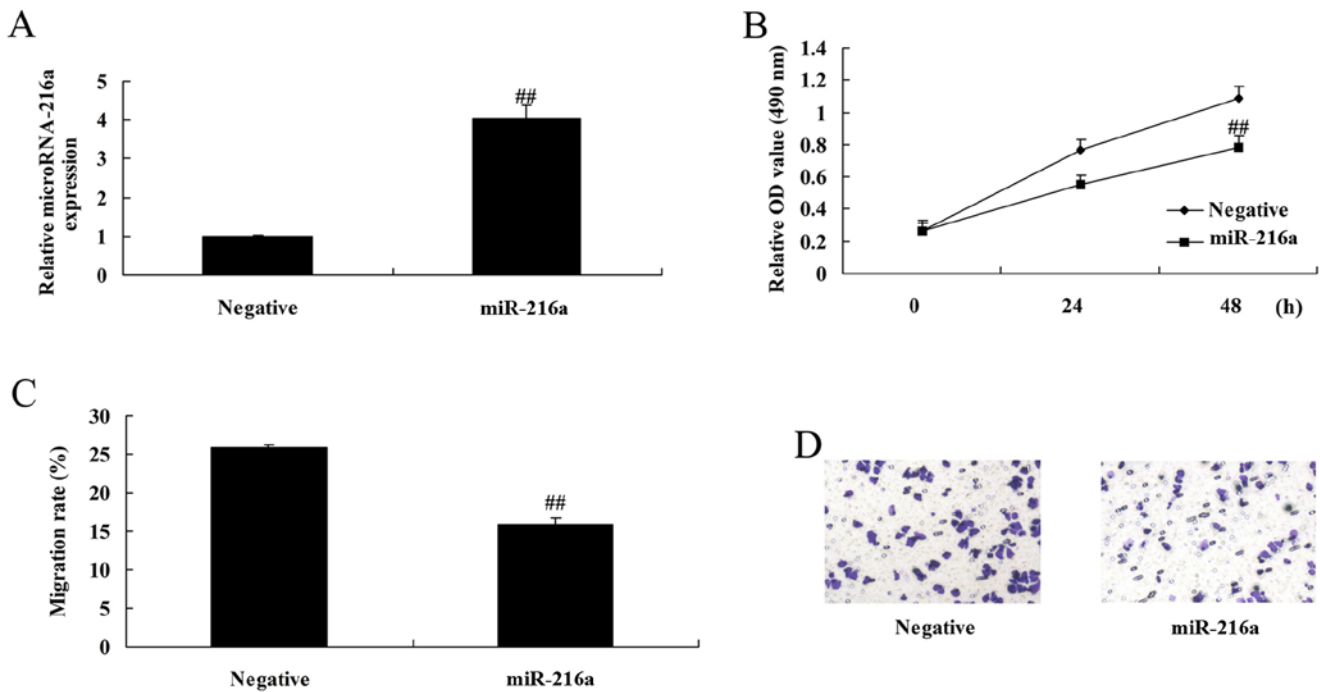 A
Relative microRNA-216a
expression
5
4
3
2
1
0
##
Negative
miR-216a
B
Relative OD value (490 nm)
1.4
1.2
1
0.8
0.6
0.4
0.2
0
##
Negative
miR-216a
0
24
48
(h)
C
Migration rate (%)
30
25
20
15
10
5
0
##
Negative
miR-216a
D
Negative
miR-216a